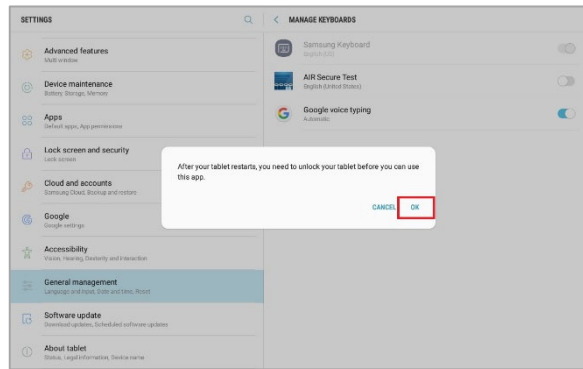 SETTINGS
MANAGE KEYBOARDS
Advanced features
Multi window
Device maintenance
Battery, Storage, Memory
Apps
Default apps, App permissions
Lock screen and security
Lock screen
Cloud and accounts
Samsung Cloud, Backup and restore
Google
Google settings
Accessibility
Vision, Hearing, Dexterity and interaction
General management
Language and input, Date and time, Reset
Software update
Download updates, Scheduled software updates
About tablet
Status, Legal information, Device name
Samsung Keyboard
English (US)
AIR Secure Test
English (United States)
Google voice typing
Automatic
After your tablet restarts, you need to unlock your tablet before you can use
this app.
CANCEL OK